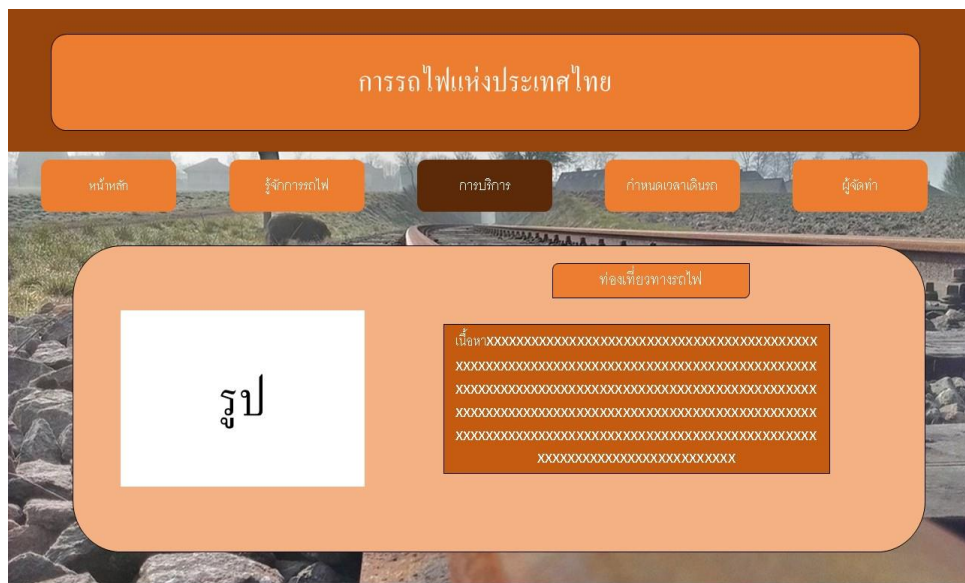 การรถไฟแห่งประเทศไทย
หน้าหลัก
รู้จักการรถไฟ
การบริการ
กำหนดเวลาเดินรถ
ผู้จัดทำ
ท่องเที่ยวทางรถไฟ
รูป
เนื้อหาXXXXXXXXXXXXXXXXXXXXXXXXXXXXXXXXXXXXXXXXXXX
XXXXXXXXXXXXXXXXXXXXXXXXXXXXXXXXXXXXXXXXXXXXXXX
XXXXXXXXXXXXXXXXXXXXXXXXXXXXXXXXXXXXXXXXXXXXXXX
XXXXXXXXXXXXXXXXXXXXXXXXXXXXXXXXXXXXXXXXXXXXXXX
XXXXXXXXXXXXXXXXXXXXXXXXXXXXXXXXXXXXXXXXXXXXXXX
XXXXXXXXXXXXXXXXXXXXXXXXXX